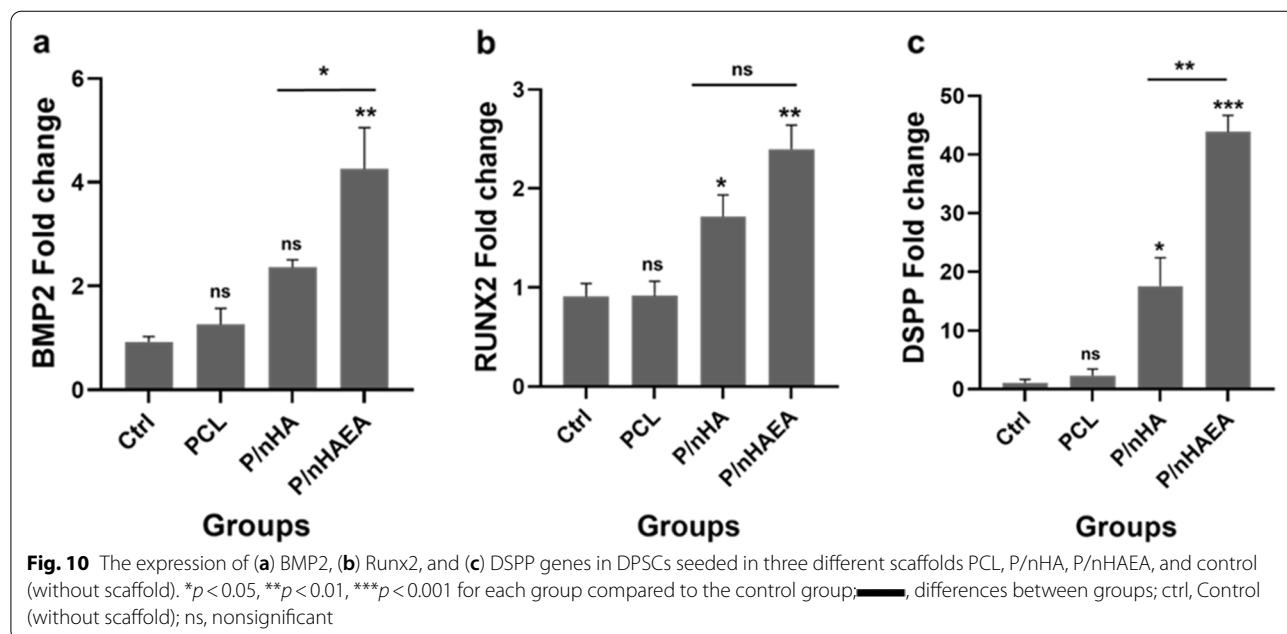 a
BMP2 Fold change
6
4
2
0
ns
ns
**
*
Ctrl
PCL
P/nHA
P/nHAEA
Groups
b
RUNX2 Fold change
3
2
1
0
ns
*
**
ns
Ctrl
PCL
P/nHA
P/nHAEA
Groups
c
DSPP Fold change
50
40
30
20
10
0
ns
*
***
**
Ctrl
PCL
P/nHA
P/nHAEA
Groups
Fig. 10 The expression of (a) BMP2, (b) Runx2, and (c) DSPP genes in DPSCs seeded in three different scaffolds PCL, P/nHA, P/nHAEA, and control
(without scaffold). *p < 0.05, **p < 0.01, ***p < 0.001 for each group compared to the control group; , differences between groups; ctrl, Control
(without scaffold); ns, nonsignificant